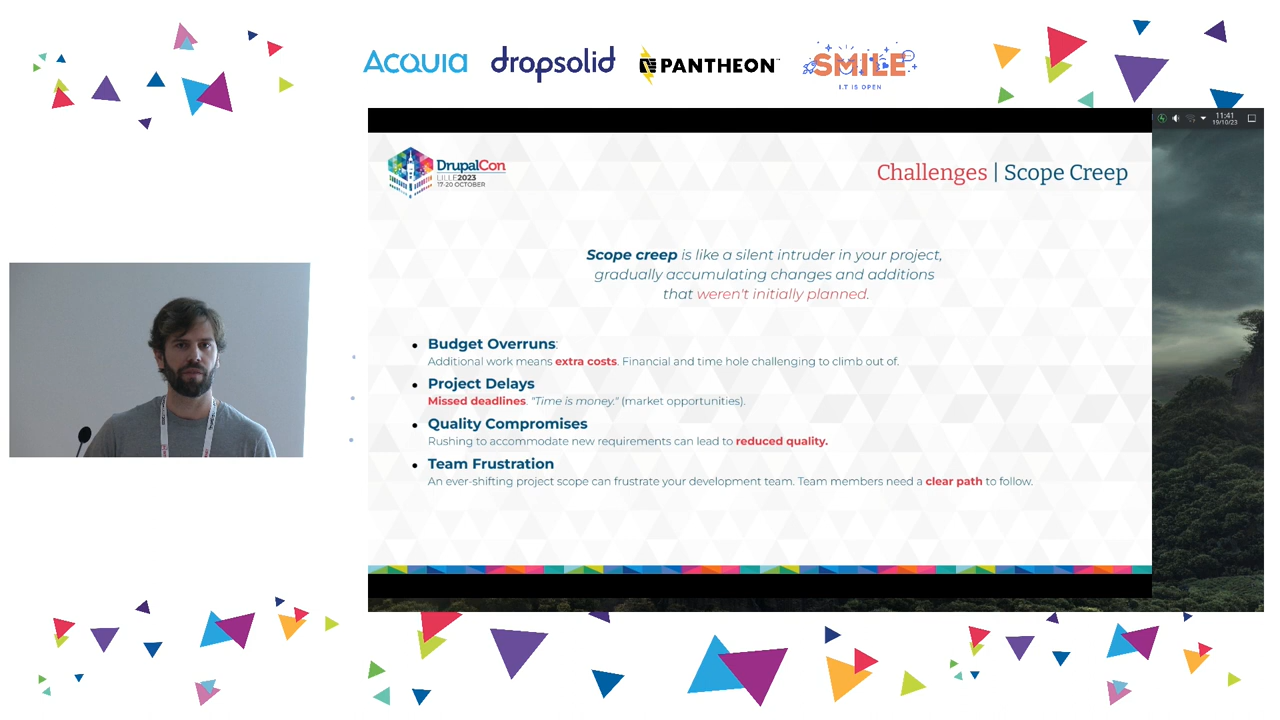 ACQUIA
dropsolid
PANTHEON
SMILE
I.T IS OPEN
11:41
19/10/23
DrupalCon
LILLE2023
17-20 OCTOBER
Challenges | Scope Creep
Scope creep is like a silent intruder in your project,
gradually accumulating changes and additions
that weren't initially planned.
• Budget Overruns:
Additional work means extra costs. Financial and time hole challenging to climb out of.
• Project Delays
Missed deadlines. "Time is money." (market opportunities).
• Quality Compromises
Rushing to accommodate new requirements can lead to reduced quality.
• Team Frustration
An ever-shifting project scope can frustrate your development team. Team members need a clear path to follow.